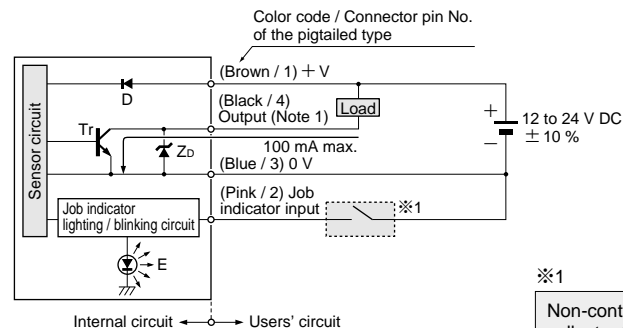 Color code / Connector pin No.
of the pigtailed type
(Brown / 1) + V
D
(Black / 4)
Output (Note 1)
Load
+
12 to 24 V DC
± 10 %
−
Tr
ZD
100 mA max.
(Blue / 3) 0 V
Sensor circuit
(Pink / 2) Job
indicator input
※1
Job indicator
lighting / blinking circuit
E
※1
Non-cont
Internal circuit
Users' circuit